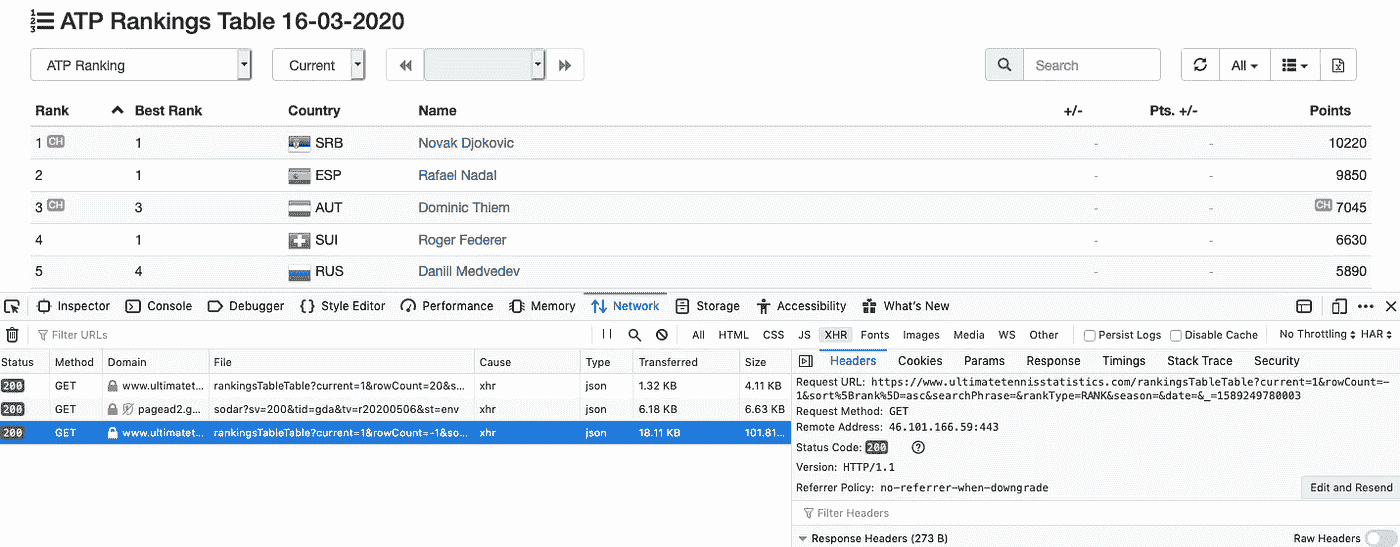 ATP Rankings Table 16-03-2020
ATP Ranking Current Search All
Rank Best Rank Country Name +/- Pts. +/- Points
1 CH 1 SRB Novak Djokovic - - 10220
2 1 ESP Rafael Nadal - - 9850
3 CH 3 AUT Dominic Thiem - - CH 7045
4 1 SUI Roger Federer - - 6630
5 4 RUS Daniil Medvedev - - 5890
Inspector Console Debugger Style Editor Performance Memory Network Storage Accessibility What's New
Filter URLs All HTML CSS JS XHR Fonts Images Media WS Other Persist Logs Disable Cache No Throttling HAR
Status Method Domain File Cause Type Transferred Size
200 GET www.ultimatet... rankingsTableTable?current=1&rowCount=20&s... xhr json 1.32 KB 4.11 KB
200 GET pagead2.g... sodar?sv=200&tid=gda&tv=r20200506&st=env xhr json 6.18 KB 6.63 KB
200 GET www.ultimatet... rankingsTableTable?current=1&rowCount=-1&so... xhr json 18.11 KB 101.81...
Headers Cookies Params Response Timings Stack Trace Security
Request URL: https://www.ultimatetennisstatistics.com/rankingsTableTable?current=1&rowCount=-
1&sort%5Brank%5D=asc&searchPhrase=&rankType=RANK&season=&date=&_=1589249780003
Request Method: GET
Remote Address: 46.101.166.59:443
Status Code: 200
Version: HTTP/1.1
Referrer Policy: no-referrer-when-downgrade Edit and Resend
Filter Headers
Response Headers (273 B) Raw Headers